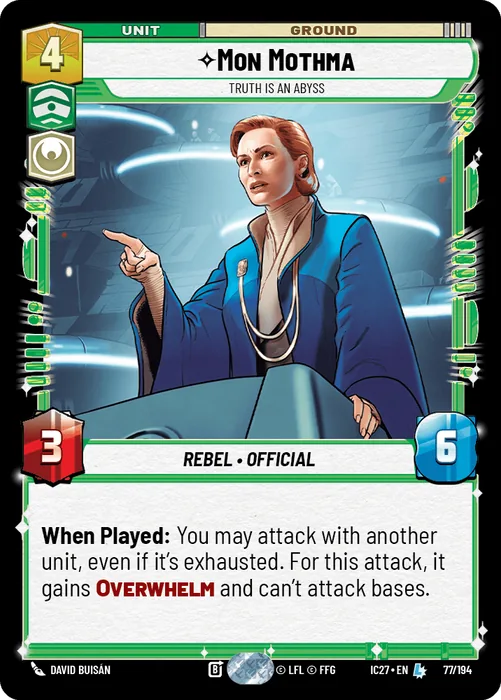 UNIT
GROUND
4
✧MON MOTHMA
TRUTH IS AN ABYSS
3
6
REBEL • OFFICIAL
When Played: You may attack with another
unit, even if it's exhausted. For this attack, it
gains OVERWHELM and can't attack bases.
DAVID BUISÁN
B
© LFL © FFG
IC27 • EN
L
77/194